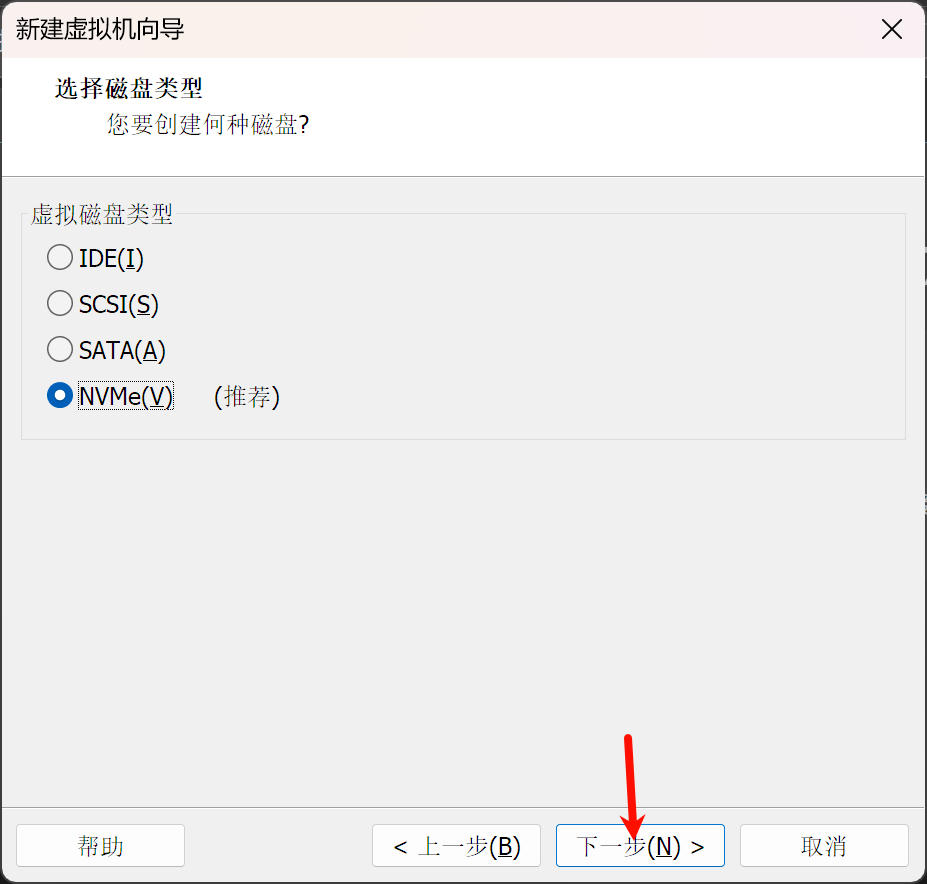 新建虚拟机向导
选择磁盘类型
您要创建何种磁盘?
虚拟磁盘类型
IDE(I)
SCSI(S)
SATA(A)
NVMe(V) (推荐)
帮助 < 上一步(B) 下一步(N) > 取消